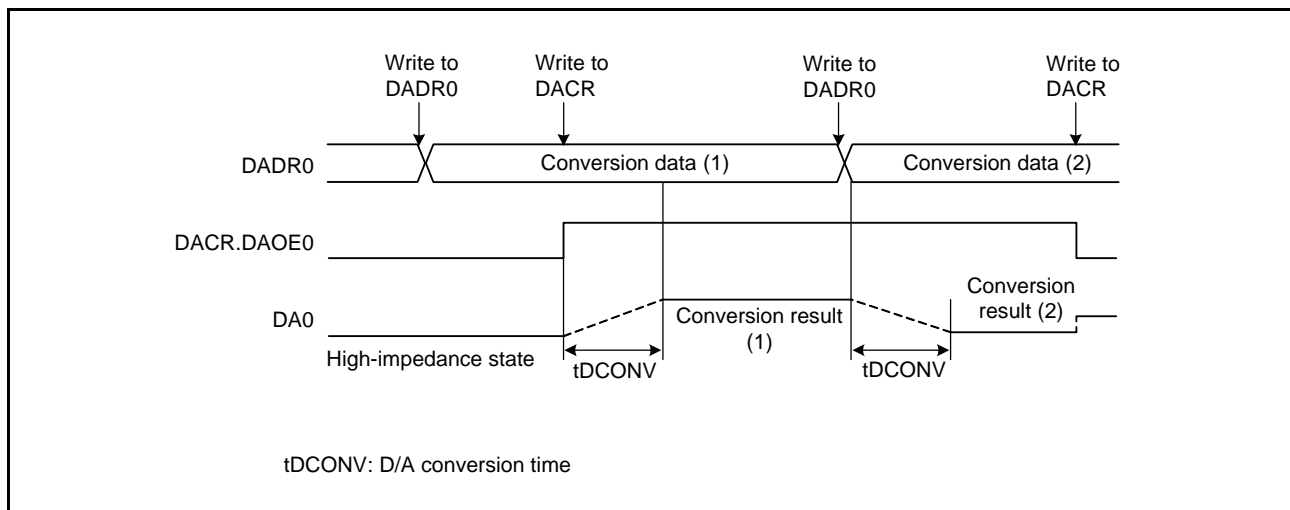 Write to
DADR0
Write to
DACR
Write to
DADR0
Write to
DACR
DADR0
Conversion data (1)
Conversion data (2)
DACR.DAOE0
DA0
High-impedance state
Conversion result
(1)
Conversion
result (2)
tDCONV
tDCONV
tDCONV: D/A conversion time